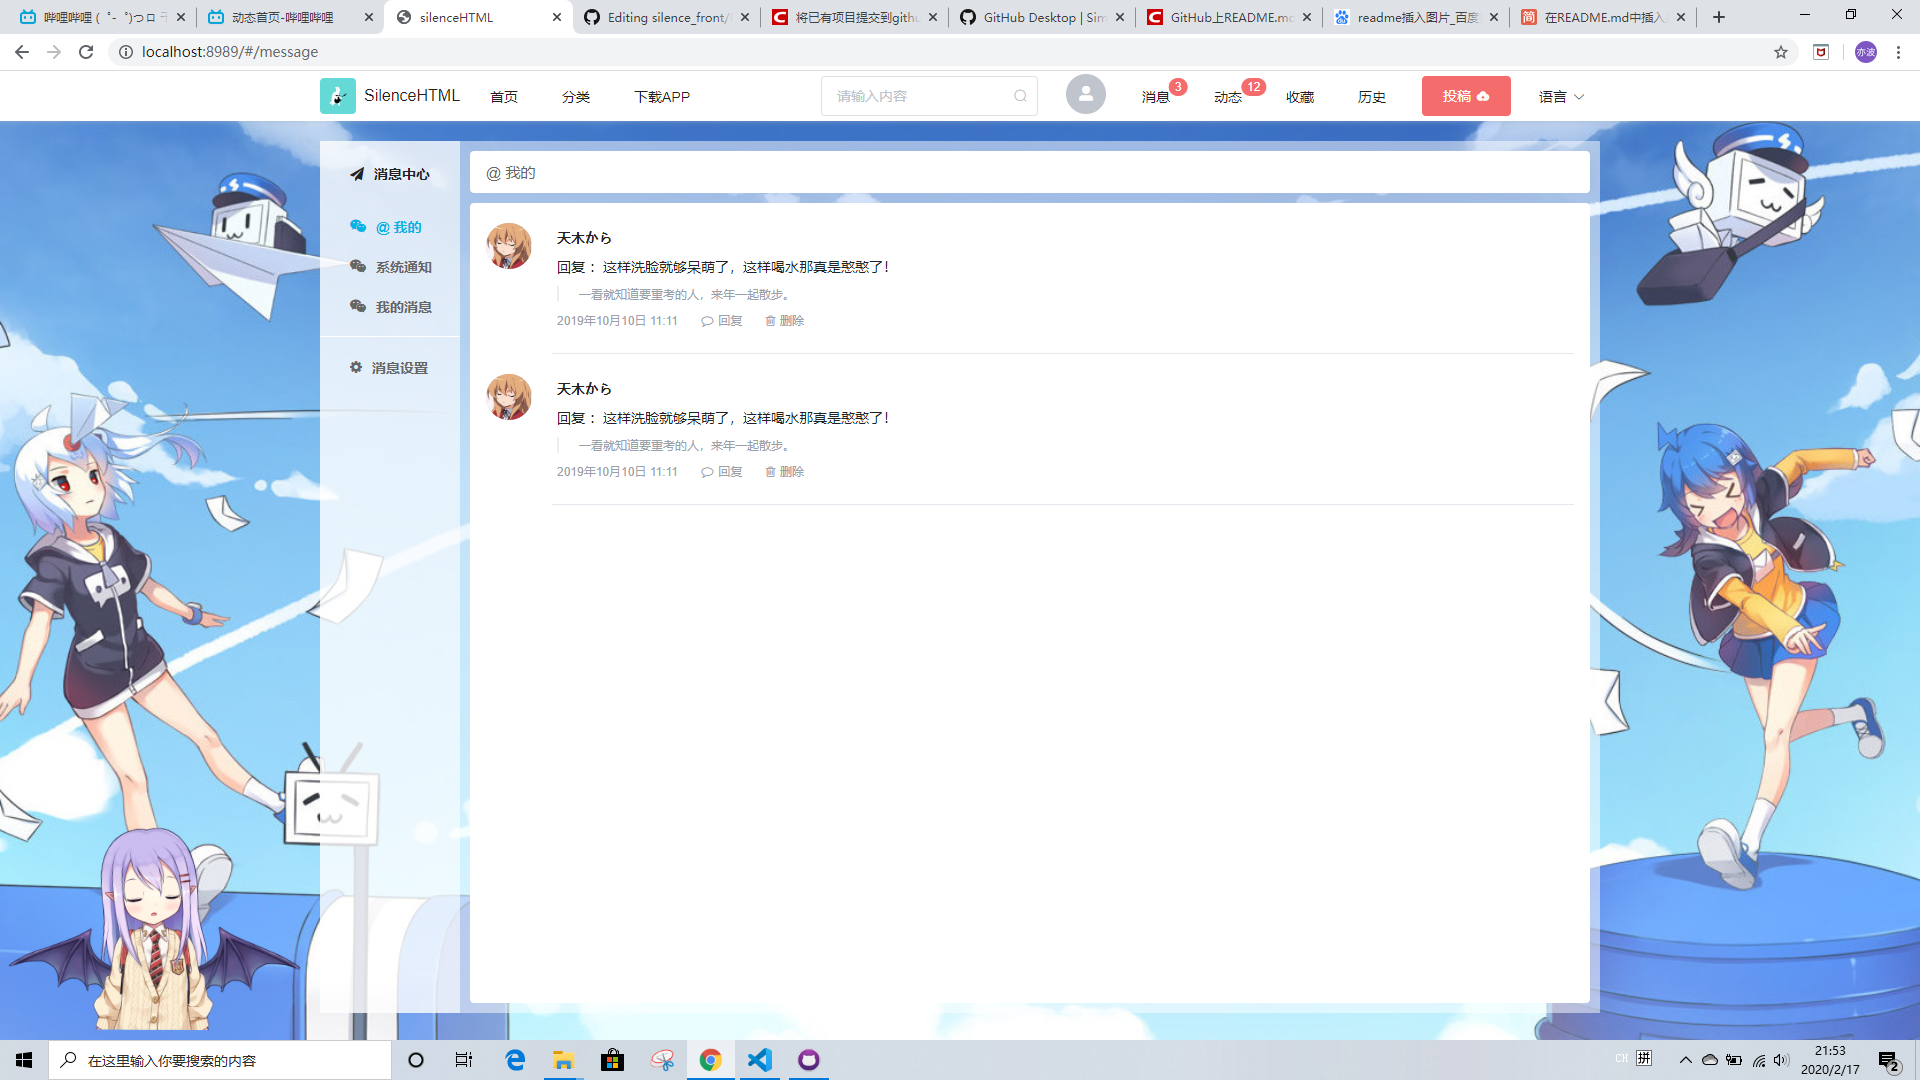 哔哩哔哩 ( ゜- ゜)つロ
动态首页-哔哩哔哩
silenceHTML
Editing silence_front/
将已有项目提交到githu
GitHub Desktop | Sim
GitHub上README.md
readme插入图片_百度
在README.md中插入
localhost:8989/#/message
亦波
SilenceHTML
首页
分类
下载APP
请输入内容
消息
3
动态
12
收藏
历史
投稿
语言
消息中心
@ 我的
系统通知
我的消息
消息设置
@ 我的
天木から
回复： 这样洗脸就够呆萌了，这样喝水那真是憨憨了!
一看就知道要重考的人，来年一起散步。
2019年10月10日 11:11 回复 删除
天木から
回复： 这样洗脸就够呆萌了，这样喝水那真是憨憨了!
一看就知道要重考的人，来年一起散步。
2019年10月10日 11:11 回复 删除
在这里输入你要搜索的内容
CH 拼
21:53
2020/2/17
2